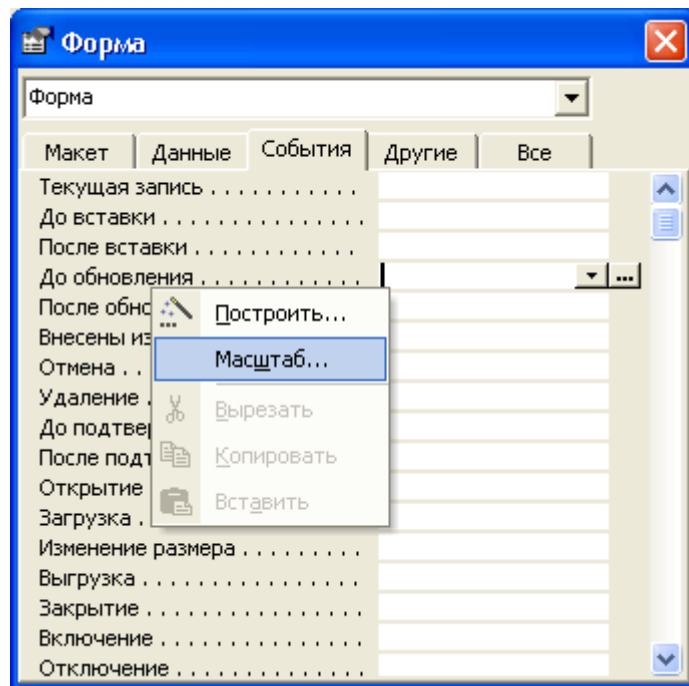 Форма
Форма
Макет Данные События Другие Все
Текущая запись . . . . . . . . . . .
До вставки . . . . . . . . . . . . . . .
После вставки . . . . . . . . . . . .
До обновления . . . . . . . . . . . . ...
После обно
Построить...
Внесены из
Масштаб...
Отмена . .
Удаление .
Вырезать
До подтвер
После подт
Копировать
Открытие
Вставить
Загрузка .
Изменение размера . . . . . . . . .
Выгрузка . . . . . . . . . . . . . . . .
Закрытие . . . . . . . . . . . . . . . .
Включение . . . . . . . . . . . . . . .
Отключение . . . . . . . . . . . . . .